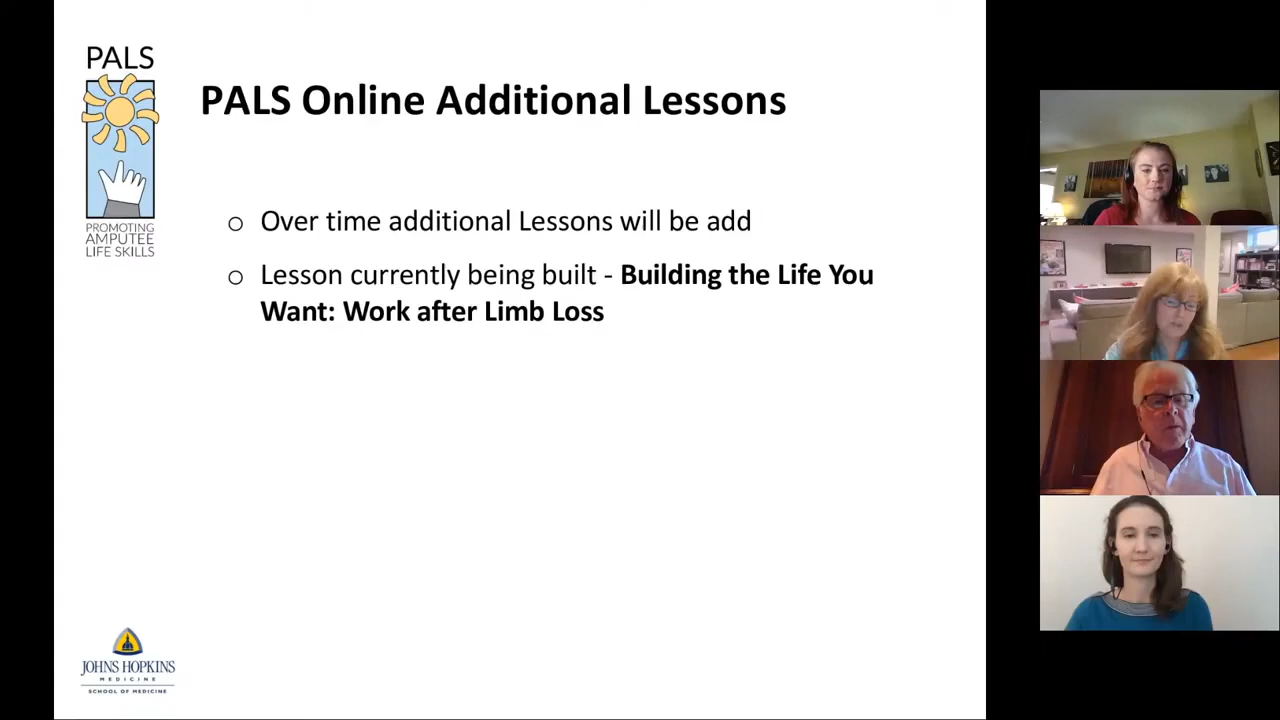 PALS
PROMOTING
AMPUTEE
LIFE SKILLS
PALS Online Additional Lessons
o Over time additional Lessons will be add
o Lesson currently being built - Building the Life You
Want: Work after Limb Loss
JOHNS HOPKINS
MEDICINE
SCHOOL OF MEDICINE